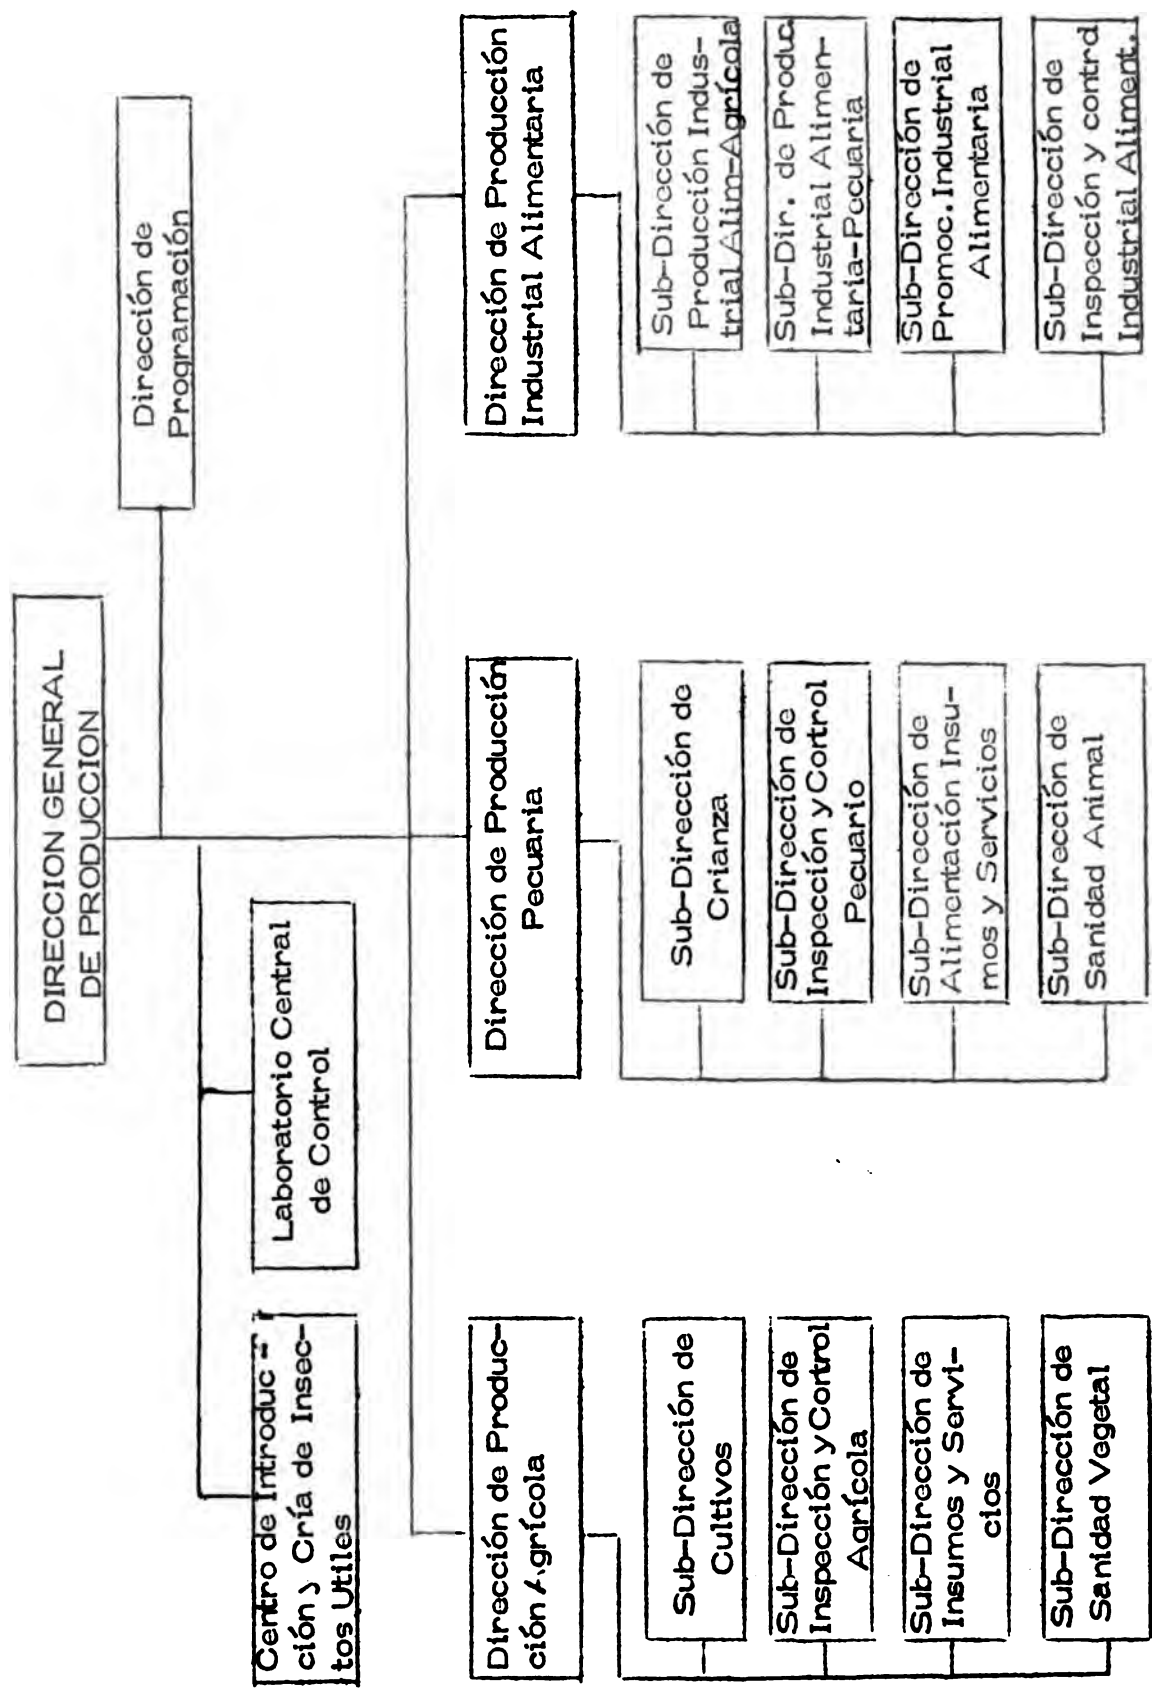 DIRECCION GENERAL
DE PRODUCCION
Dirección de
Programación
Centro de Introduc-
ción y Cría de Insec-
tos Utiles
Laboratorio Central
de Control
Dirección de Produc-
ción Agrícola
Sub-Dirección de
Cultivos
Sub-Dirección de
Inspección y Control
Agrícola
Sub-Dirección de
Insumos y Servi-
cios
Sub-Dirección de
Sanidad Vegetal
Dirección de Producción
Pecuaria
Sub-Dirección de
Crianza
Sub-Dirección de
Inspección y Control
Pecuario
Sub-Dirección de
Alimentación Insu-
mos y Servicios
Sub-Dirección de
Sanidad Animal
Dirección de Producción
Industrial Alimentaria
Sub-Dirección de
Producción Indus-
trial Alim-Agrícola
Sub-Dir. de Produc.
Industrial Alimen-
taria-Pecuaria
Sub-Dirección de
Promoc. Industrial
Alimentaria
Sub-Dirección de
Inspección y control
Industrial Aliment.